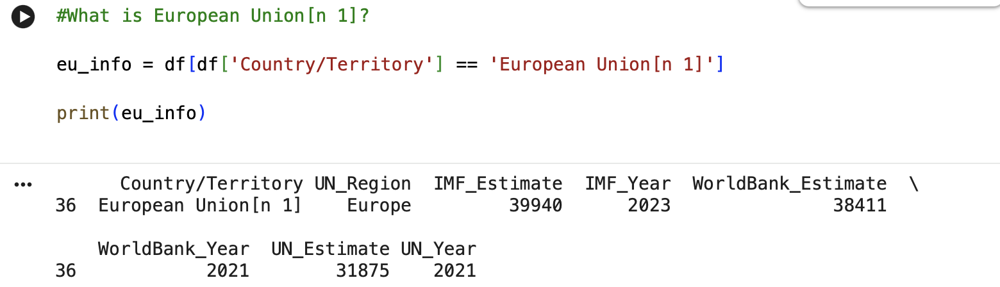 #What is European Union[n 1]?
eu_info = df[df['Country/Territory'] == 'European Union[n 1]']
print(eu_info)
Country/Territory UN_Region  IMF_Estimate  IMF_Year  WorldBank_Estimate  \
36  European Union[n 1]    Europe         39940      2023               38411
WorldBank_Year  UN_Estimate UN_Year
36            2021        31875    2021